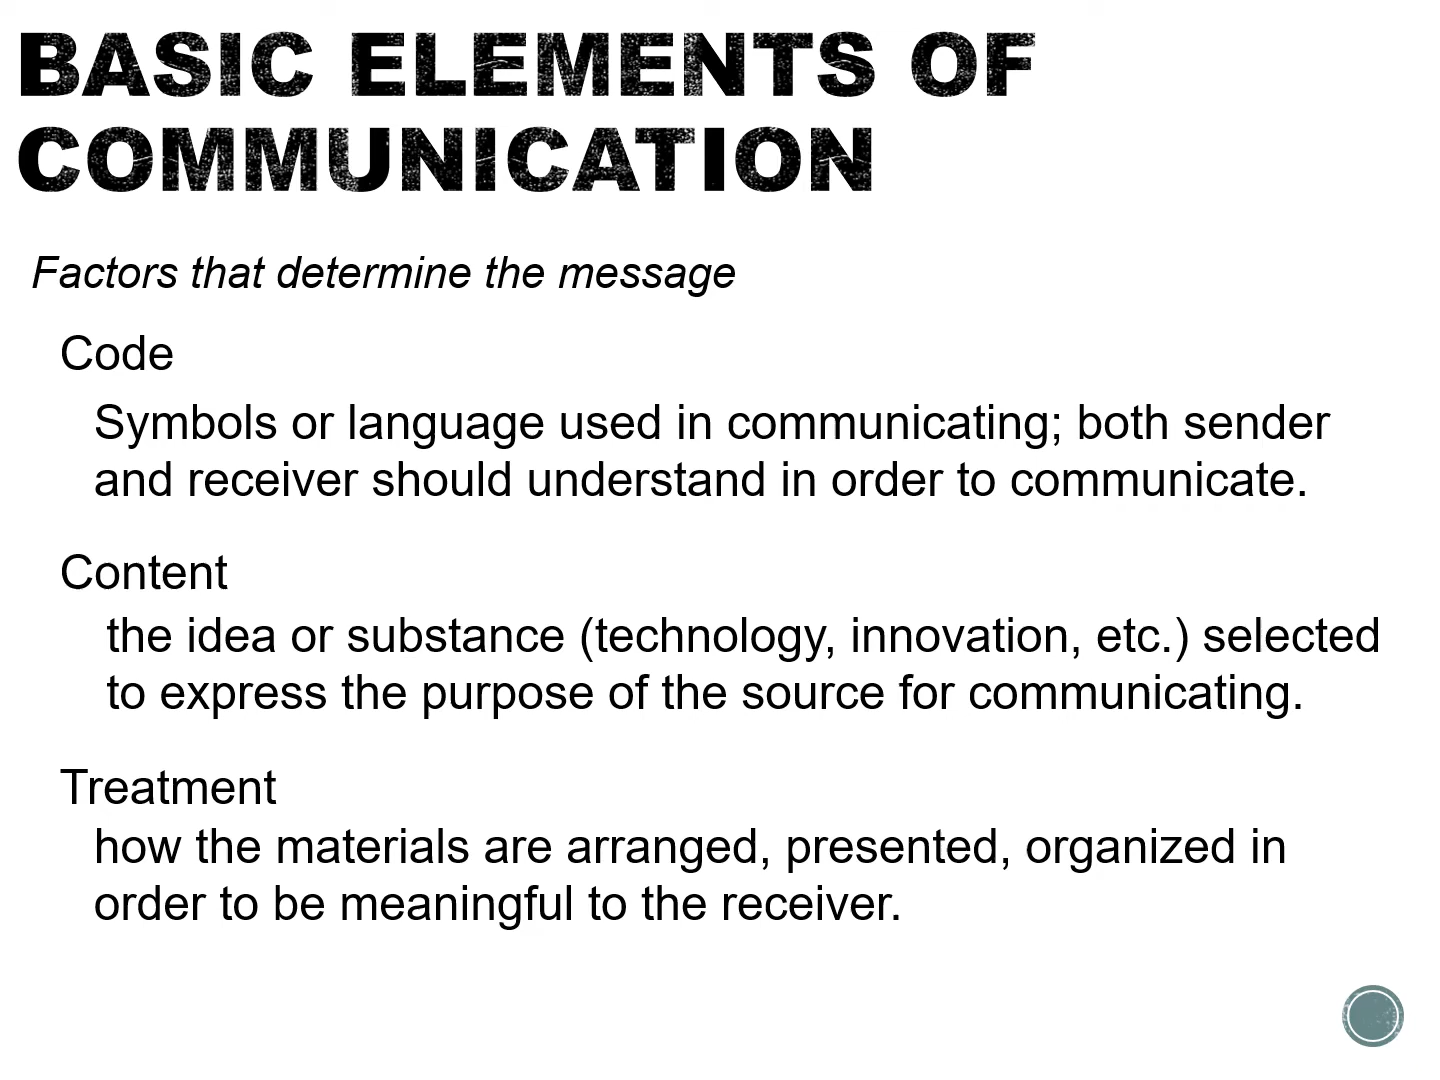 BASIC ELEMENTS OF
COMMUNICATION
Factors that determine the message
Code
Symbols or language used in communicating; both sender
and receiver should understand in order to communicate.
Content
the idea or substance (technology, innovation, etc.) selected
to express the purpose of the source for communicating.
Treatment
how the materials are arranged, presented, organized in
order to be meaningful to the receiver.